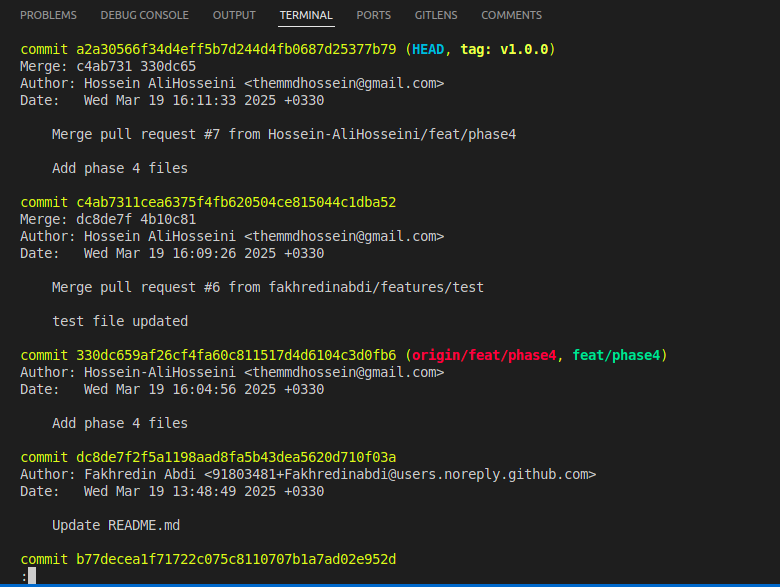 PROBLEMS DEBUG CONSOLE OUTPUT TERMINAL PORTS GITLENS COMMENTS
commit a2a30566f34d4eff5b7d244d4fb0687d25377b79 (HEAD, tag: v1.0.0)
Merge: c4ab731 330dc65
Author: Hossein AliHosseini <themmdhossein@gmail.com>
Date:   Wed Mar 19 16:11:33 2025 +0330
Merge pull request #7 from Hossein-AliHosseini/feat/phase4
Add phase 4 files
commit c4ab7311cea6375f4fb620504ce815044c1dba52
Merge: dc8de7f 4b10c81
Author: Hossein AliHosseini <themmdhossein@gmail.com>
Date:   Wed Mar 19 16:09:26 2025 +0330
Merge pull request #6 from fakhredinabdi/features/test
test file updated
commit 330dc659af26cf4fa60c811517d4d6104c3d0fb6 (origin/feat/phase4, feat/phase4)
Author: Hossein-AliHosseini <themmdhossein@gmail.com>
Date:   Wed Mar 19 16:04:56 2025 +0330
Add phase 4 files
commit dc8de7f2f5a1198aad8fa5b43dea5620d710f03a
Author: Fakhredin Abdi <91803481+Fakhredinabdi@users.noreply.github.com>
Date:   Wed Mar 19 13:48:49 2025 +0330
Update README.md
commit b77decea1f71722c075c8110707b1a7ad02e952d
: